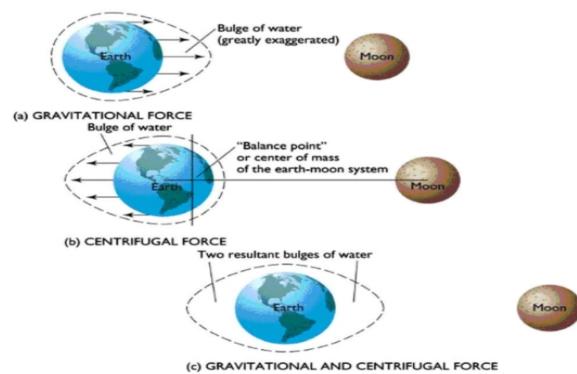 Bulge of water
(greatly exaggerated)
Earth
Moon
(a) GRAVITATIONAL FORCE
Bulge of water
"Balance point"
or center of mass
of the earth-moon system
Earth
Moon
(b) CENTRIFUGAL FORCE
Two resultant bulges of water
Earth
Moon
(c) GRAVITATIONAL AND CENTRIFUGAL FORCE